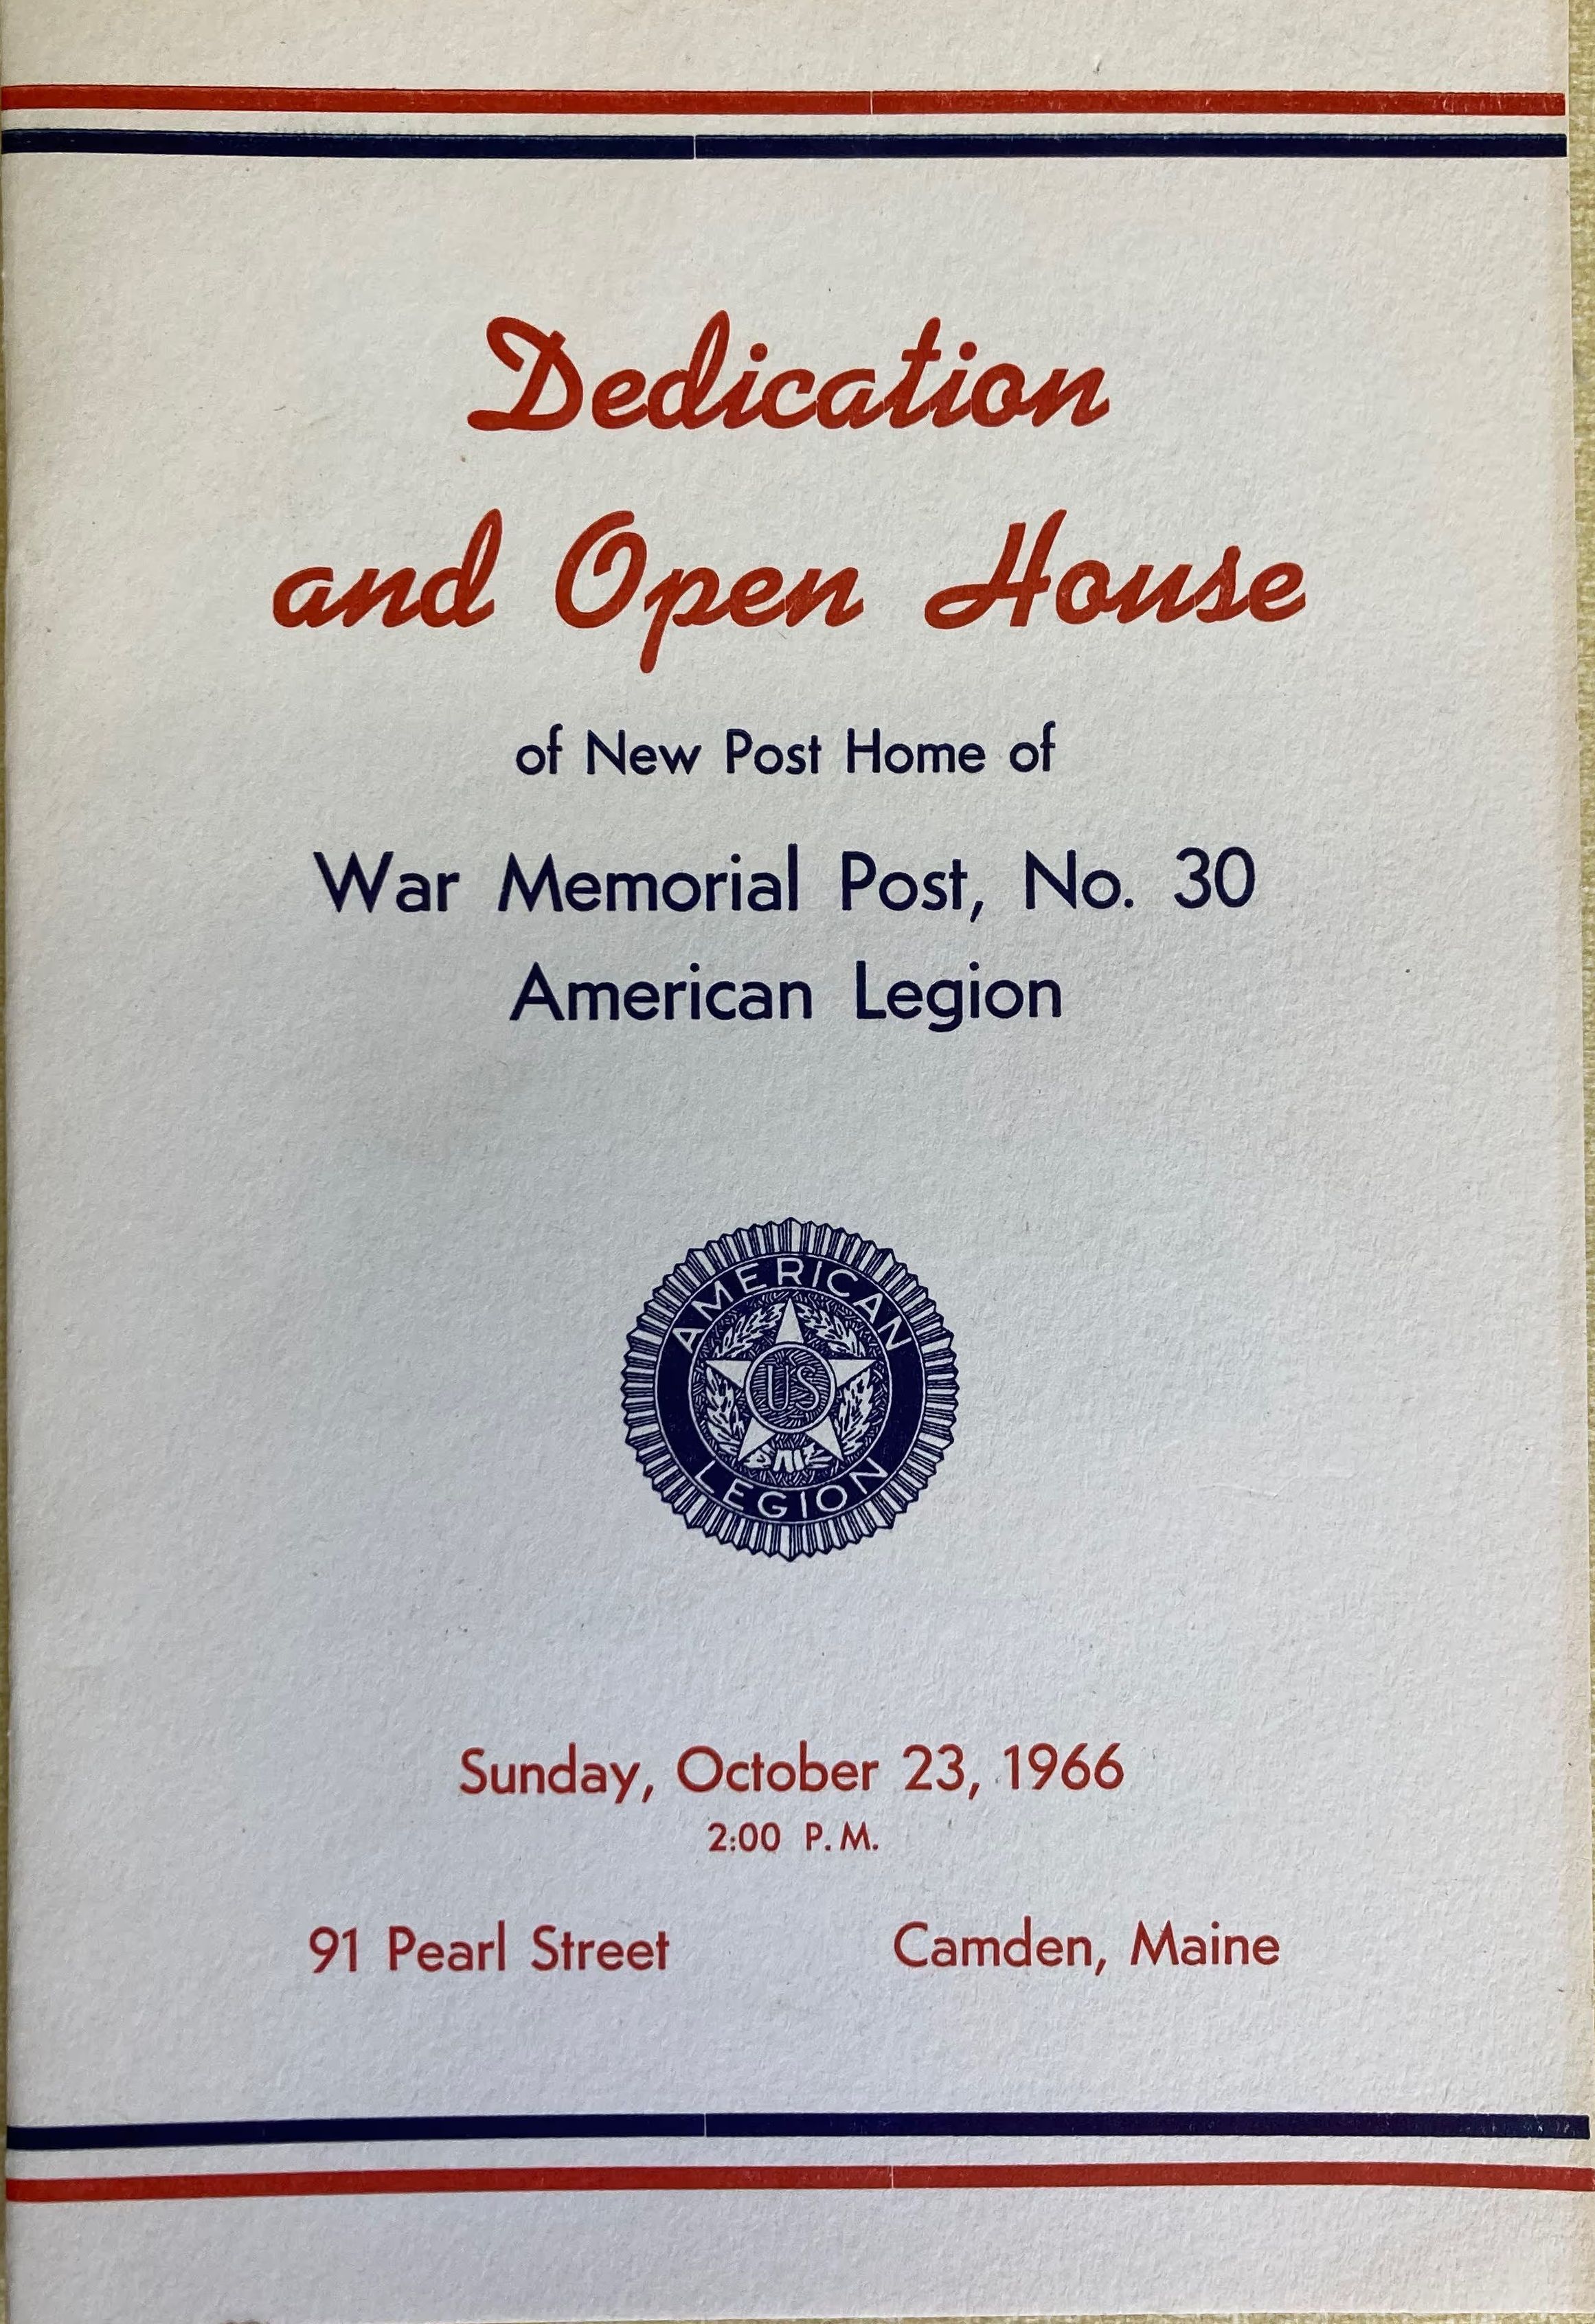 Dedication
and Open House
of New Post Home of
War Memorial Post, No. 30
American Legion
AMERICAN
US
LEGION
Sunday, October 23, 1966
2:00 P.M.
91 Pearl Street Camden, Maine